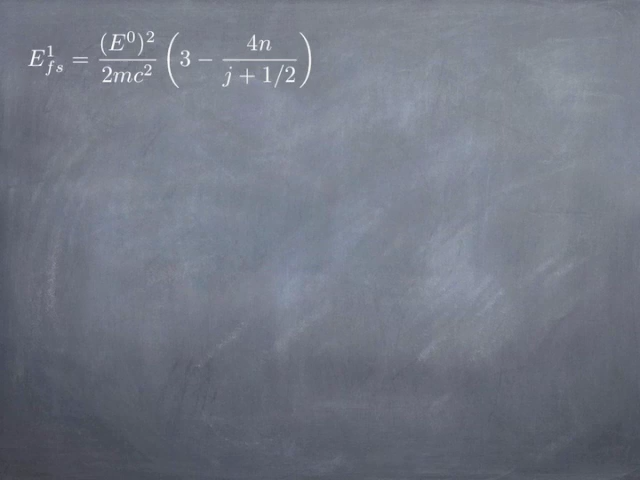 $E^1_{fs} = \frac{(E^0)^2}{2mc^2} \left( 3 - \frac{4n}{j + 1/2} \right)$